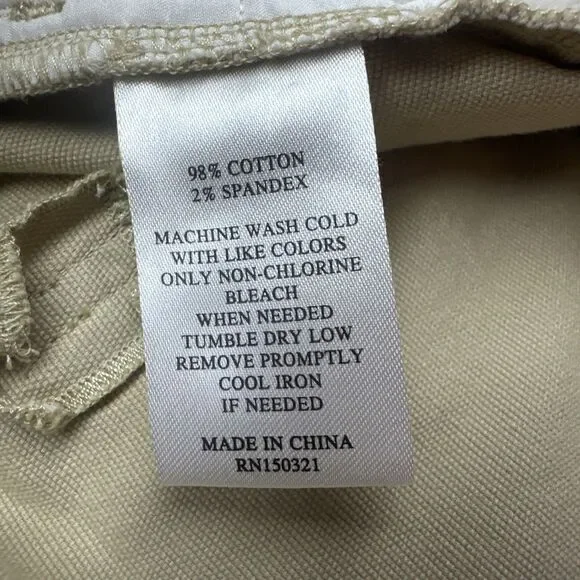 98% COTTON
2% SPANDEX
MACHINE WASH COLD
WITH LIKE COLORS
ONLY NON-CHLORINE
BLEACH
WHEN NEEDED
TUMBLE DRY LOW
REMOVE PROMPTLY
COOL IRON
IF NEEDED
MADE IN CHINA
RN150321